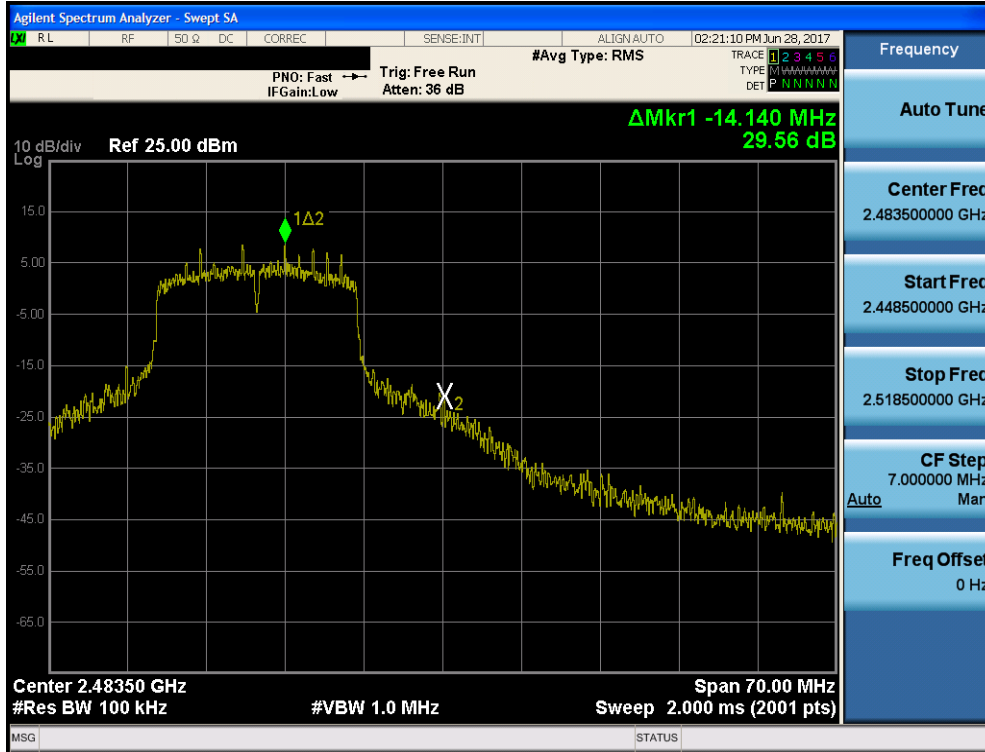 Agilent Spectrum Analyzer - Swept SA
LXI RL RF 50 Ω DC CORREC SENSE:INT ALIGN AUTO 02:21:10 PM Jun 28, 2017
PNO: Fast Trig: Free Run #Avg Type: RMS TRACE 1 2 3 4 5 6
IFGain:Low Atten: 36 dB TYPE M WWWWW
DET P N N N N N
ΔMkr1 -14.140 MHz
29.56 dB
10 dB/div Ref 25.00 dBm
Log
15.0
5.00
-5.00
-15.0
-25.0
-35.0
-45.0
-55.0
-65.0
1Δ2
X2
Center 2.48350 GHz Span 70.00 MHz
#Res BW 100 kHz #VBW 1.0 MHz Sweep 2.000 ms (2001 pts)
MSG STATUS
Frequency
Auto Tune
Center Freq
2.483500000 GHz
Start Freq
2.448500000 GHz
Stop Freq
2.518500000 GHz
CF Step
7.000000 MHz
Auto Man
Freq Offset
0 Hz